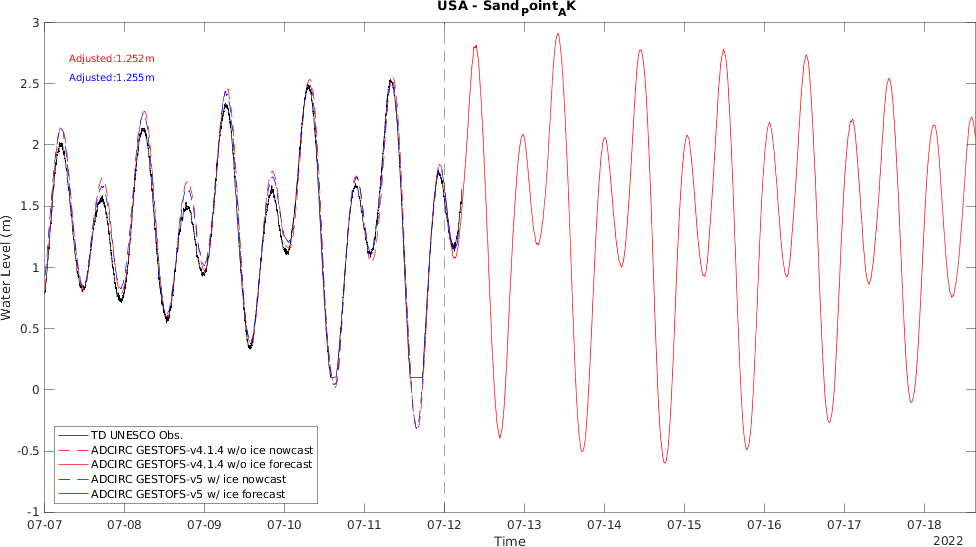 USA - SandPointAK
3
2.5
2
1.5
1
0.5
0
-0.5
-1
Water Level (m)
Adjusted:1.252m
Adjusted:1.255m
TD UNESCO Obs.
ADCIRC GESTOFS-v4.1.4 w/o ice nowcast
ADCIRC GESTOFS-v4.1.4 w/o ice forecast
ADCIRC GESTOFS-v5 w/ ice nowcast
ADCIRC GESTOFS-v5 w/ ice forecast
07-07 07-08 07-09 07-10 07-11 07-12 07-13 07-14 07-15 07-16 07-17 07-18
Time
2022